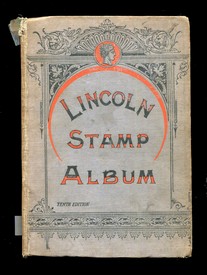 LINCOLN
STAMP
ALBUM
TENTH EDITION